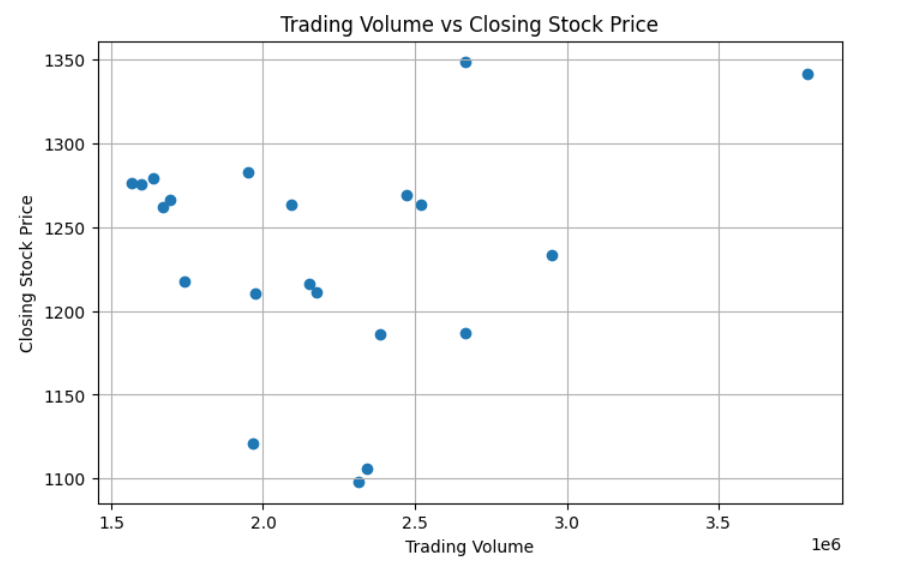 Trading Volume vs Closing Stock Price
1350
1300
1250
1200
1150
1100
Closing Stock Price
1.5 2.0 2.5 3.0 3.5
1e6
Trading Volume